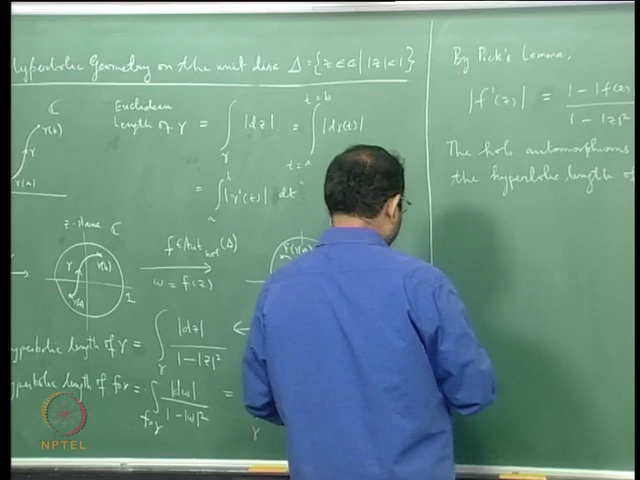 Hyperbolic Geometry on the unit disc Δ = {z ∈ ℂ | |z| < 1}
ℂ
γ(b)
γ
γ(a)
Euclidean
Length of γ = ∫_γ |dz| = ∫_{t=a}^{t=b} |dγ(t)|
= ∫_a^b |γ'(t)| dt
z-plane ℂ
γ
γ(b)
γ(a)
1
f ∈ Aut_hol(Δ)
w = f(z)
f(γ(a))
hyperbolic length of γ = ∫_γ |dz| / 1-|z|²
hyperbolic length of f∘γ = ∫_{f∘γ} |dw| / 1-|w|² =
γ
By Pick's Lemma,
|f'(z)| = 1-|f(z) / 1-|z|²
The hol. automorphisms
the hyperbolic length of
NPTEL